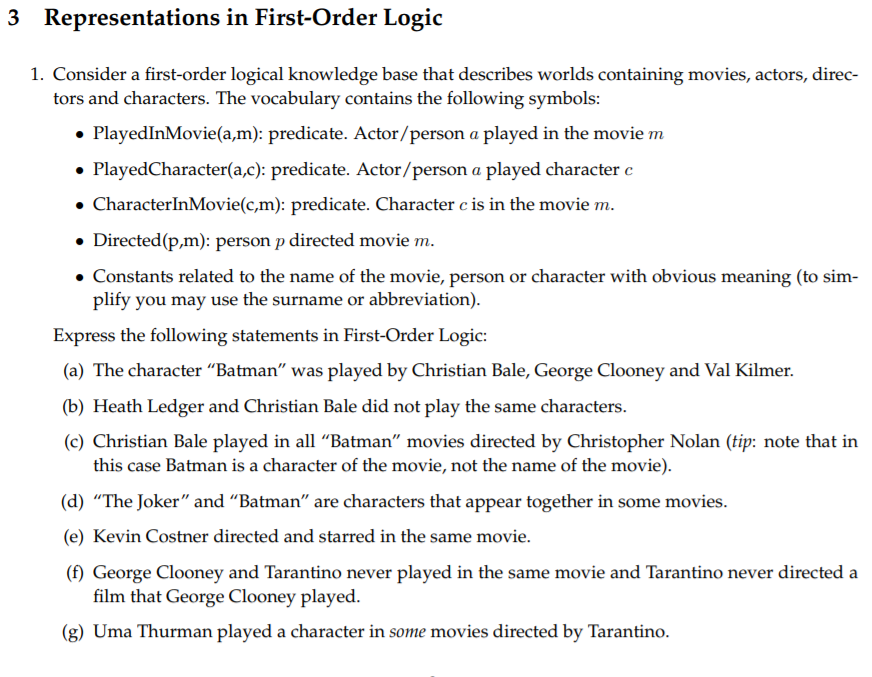 3 Representations in First-Order Logic
1. Consider a first-order logical knowledge base that describes worlds containing movies, actors, direc-
tors and characters. The vocabulary contains the following symbols:
• PlayedInMovie(a,m): predicate. Actor/person a played in the movie m
• PlayedCharacter(a,c): predicate. Actor/person a played character c
• CharacterInMovie(c,m): predicate. Character c is in the movie m.
• Directed(p,m): person p directed movie m.
• Constants related to the name of the movie, person or character with obvious meaning (to sim-
plify you may use the surname or abbreviation).
Express the following statements in First-Order Logic:
(a) The character “Batman” was played by Christian Bale, George Clooney and Val Kilmer.
(b) Heath Ledger and Christian Bale did not play the same characters.
(c) Christian Bale played in all “Batman” movies directed by Christopher Nolan (tip: note that in
this case Batman is a character of the movie, not the name of the movie).
(d) “The Joker” and “Batman” are characters that appear together in some movies.
(e) Kevin Costner directed and starred in the same movie.
(f) George Clooney and Tarantino never played in the same movie and Tarantino never directed a
film that George Clooney played.
(g) Uma Thurman played a character in some movies directed by Tarantino.